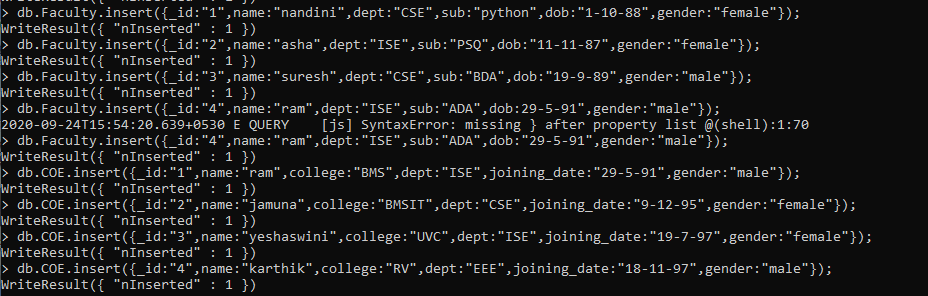 > db.Faculty.insert({_id:"1",name:"nandini",dept:"CSE",sub:"python",dob:"1-10-88",gender:"female"});
WriteResult({ "nInserted" : 1 })
> db.Faculty.insert({_id:"2",name:"asha",dept:"ISE",sub:"PSQ",dob:"11-11-87",gender:"female"});
WriteResult({ "nInserted" : 1 })
> db.Faculty.insert({_id:"3",name:"suresh",dept:"CSE",sub:"BDA",dob:"19-9-89",gender:"male"});
WriteResult({ "nInserted" : 1 })
> db.Faculty.insert({_id:"4",name:"ram",dept:"ISE",sub:"ADA",dob:29-5-91",gender:"male"});
2020-09-24T15:54:20.639+0530 E QUERY    [js] SyntaxError: missing } after property list @(shell):1:70
> db.Faculty.insert({_id:"4",name:"ram",dept:"ISE",sub:"ADA",dob:"29-5-91",gender:"male"});
WriteResult({ "nInserted" : 1 })
> db.COE.insert({_id:"1",name:"ram",college:"BMS",dept:"ISE",joining_date:"29-5-91",gender:"male"});
WriteResult({ "nInserted" : 1 })
> db.COE.insert({_id:"2",name:"jamuna",college:"BMSIT",dept:"CSE",joining_date:"9-12-95",gender:"female"});
WriteResult({ "nInserted" : 1 })
> db.COE.insert({_id:"3",name:"yeshaswini",college:"UVC",dept:"ISE",joining_date:"19-7-97",gender:"female"});
WriteResult({ "nInserted" : 1 })
> db.COE.insert({_id:"4",name:"karthik",college:"RV",dept:"EEE",joining_date:"18-11-97",gender:"male"});
WriteResult({ "nInserted" : 1 })